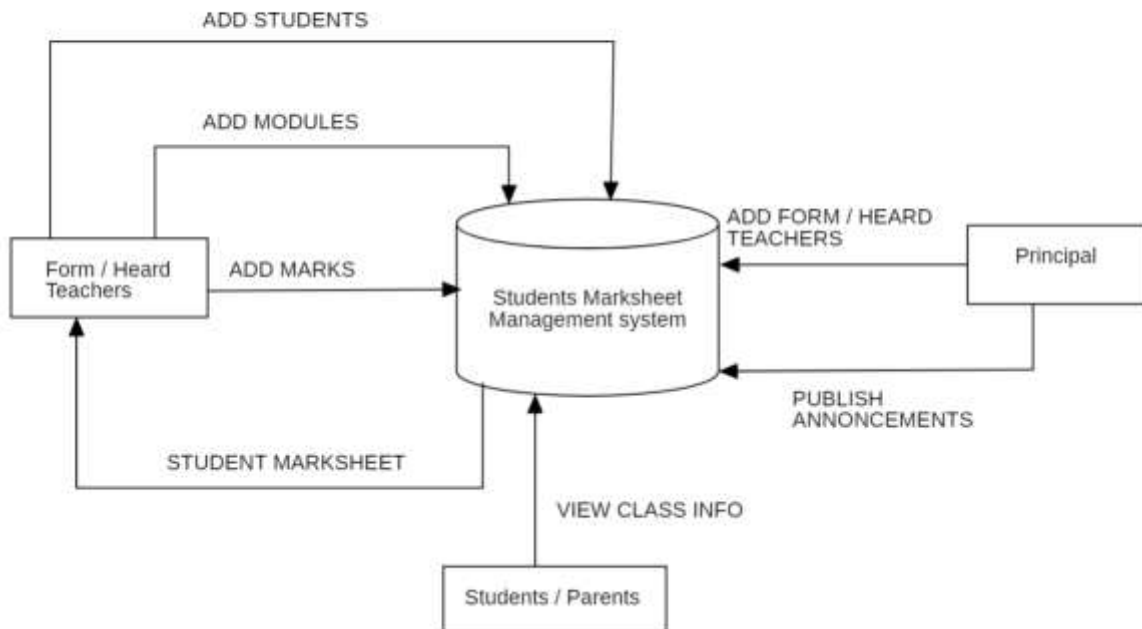 ADD STUDENTS
ADD MODULES
ADD FORM / HEARD
TEACHERS
Principal
Form / Heard
Teachers
ADD MARKS
Students Marksheet
Management system
PUBLISH
ANNONCEMENTS
STUDENT MARKSHEET
VIEW CLASS INFO
Students / Parents